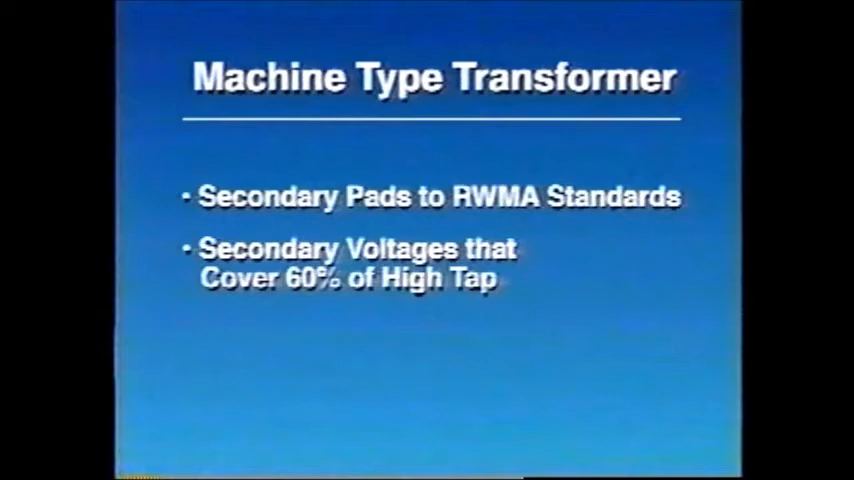 Machine Type Transformer
• Secondary Pads to RWMA Standards
• Secondary Voltages that
Cover 60% of High Tap